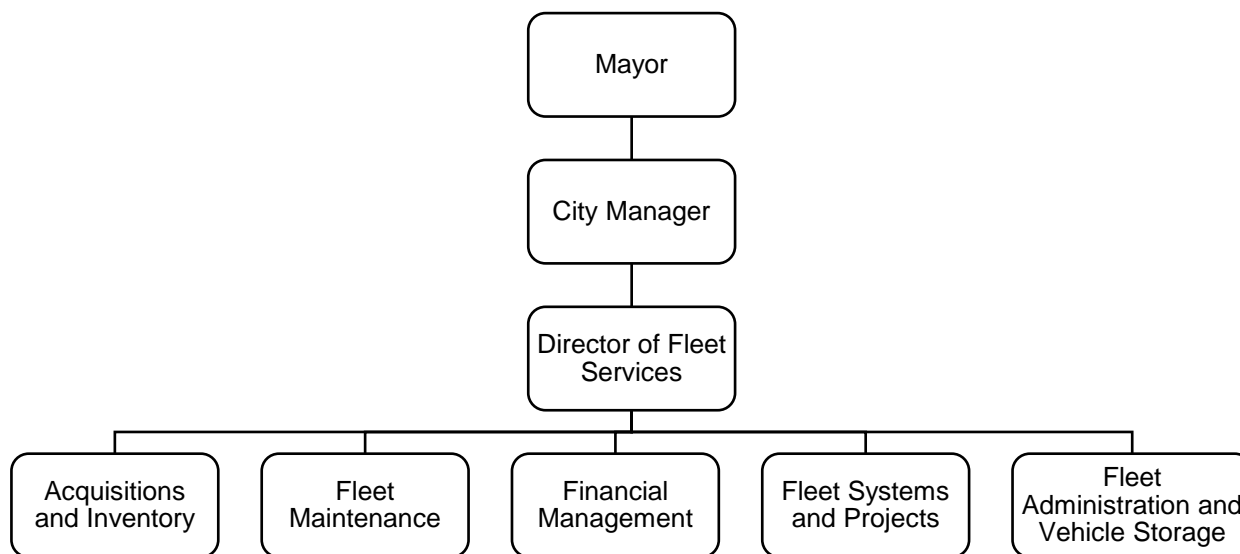 Mayor
City Manager
Director of Fleet
Services
Acquisitions
and Inventory
Fleet
Maintenance
Financial
Management
Fleet Systems
and Projects
Fleet
Administration and
Vehicle Storage